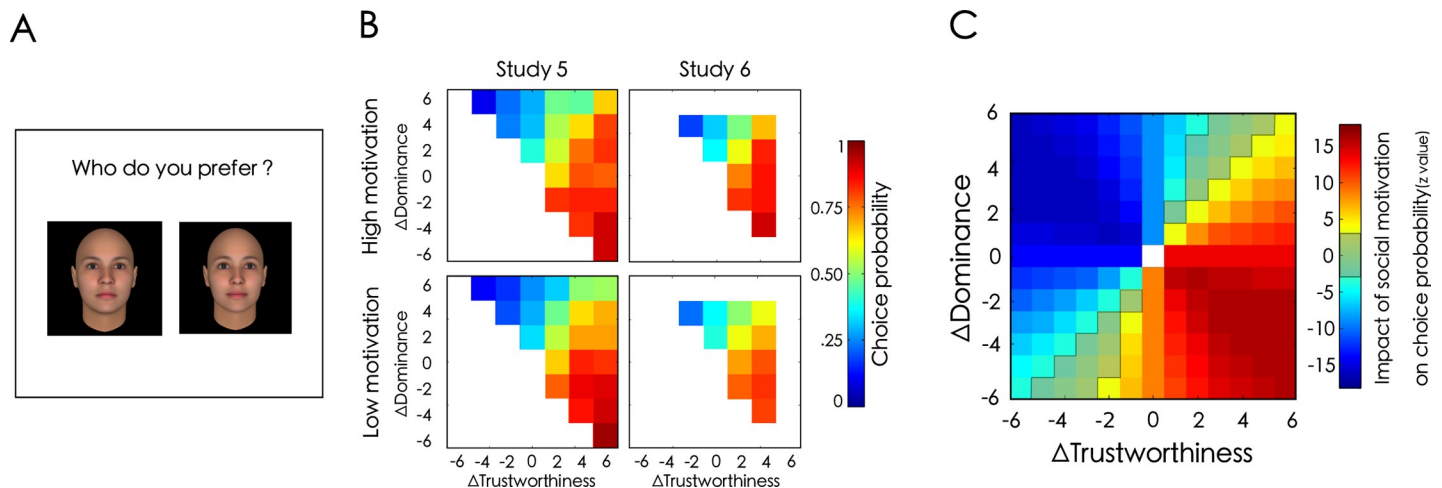 A
Who do you prefer ?
B
Study 5
Study 6
High motivation
ΔDominance
6
4
2
0
-2
-4
-6
Low motivation
ΔDominance
6
4
2
0
-2
-4
-6
-6 -4 -2 0 2 4 6
-6 -4 -2 0 2 4 6
ΔTrustworthiness
ΔTrustworthiness
1
0.75
0.50
.25
0
Choice probability
C
ΔDominance
6
4
2
0
-2
-4
-6
-6 -4 -2 0 2 4 6
ΔTrustworthiness
15
10
5
0
-5
-10
-15
Impact of social motivation
on choice probability(z value)